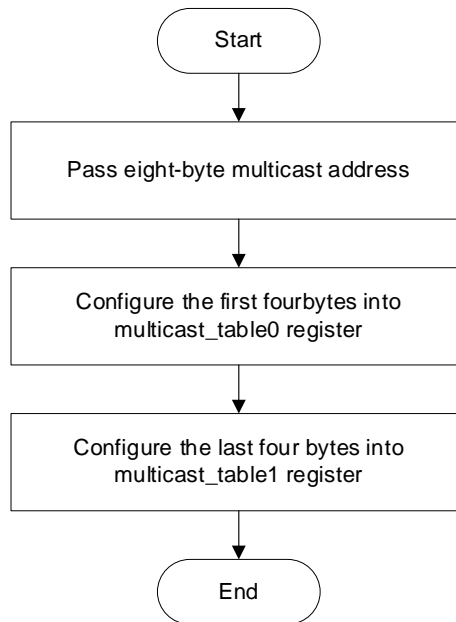 Start
Pass eight-byte multicast address
Configure the first fourbytes into
multicast_table0 register
Configure the last four bytes into
multicast_table1 register
End